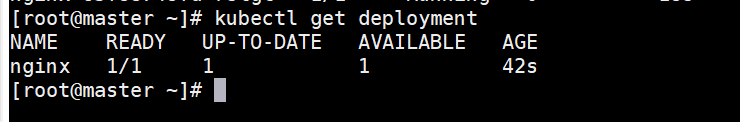 [root@master ~]# kubectl get deployment
NAME    READY   UP-TO-DATE   AVAILABLE   AGE
nginx   1/1     1            1           42s
[root@master ~]#